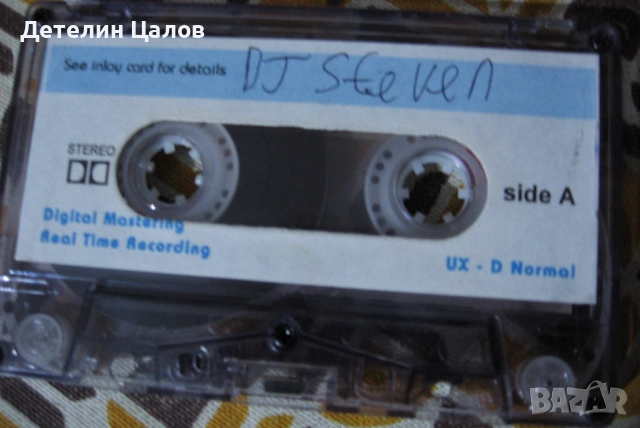 Детелин Цалов
See inlay card for details
DJ Steven
STEREO
side A
Digital Mastering
Real Time Recording
UX - D Normal
BAZAR